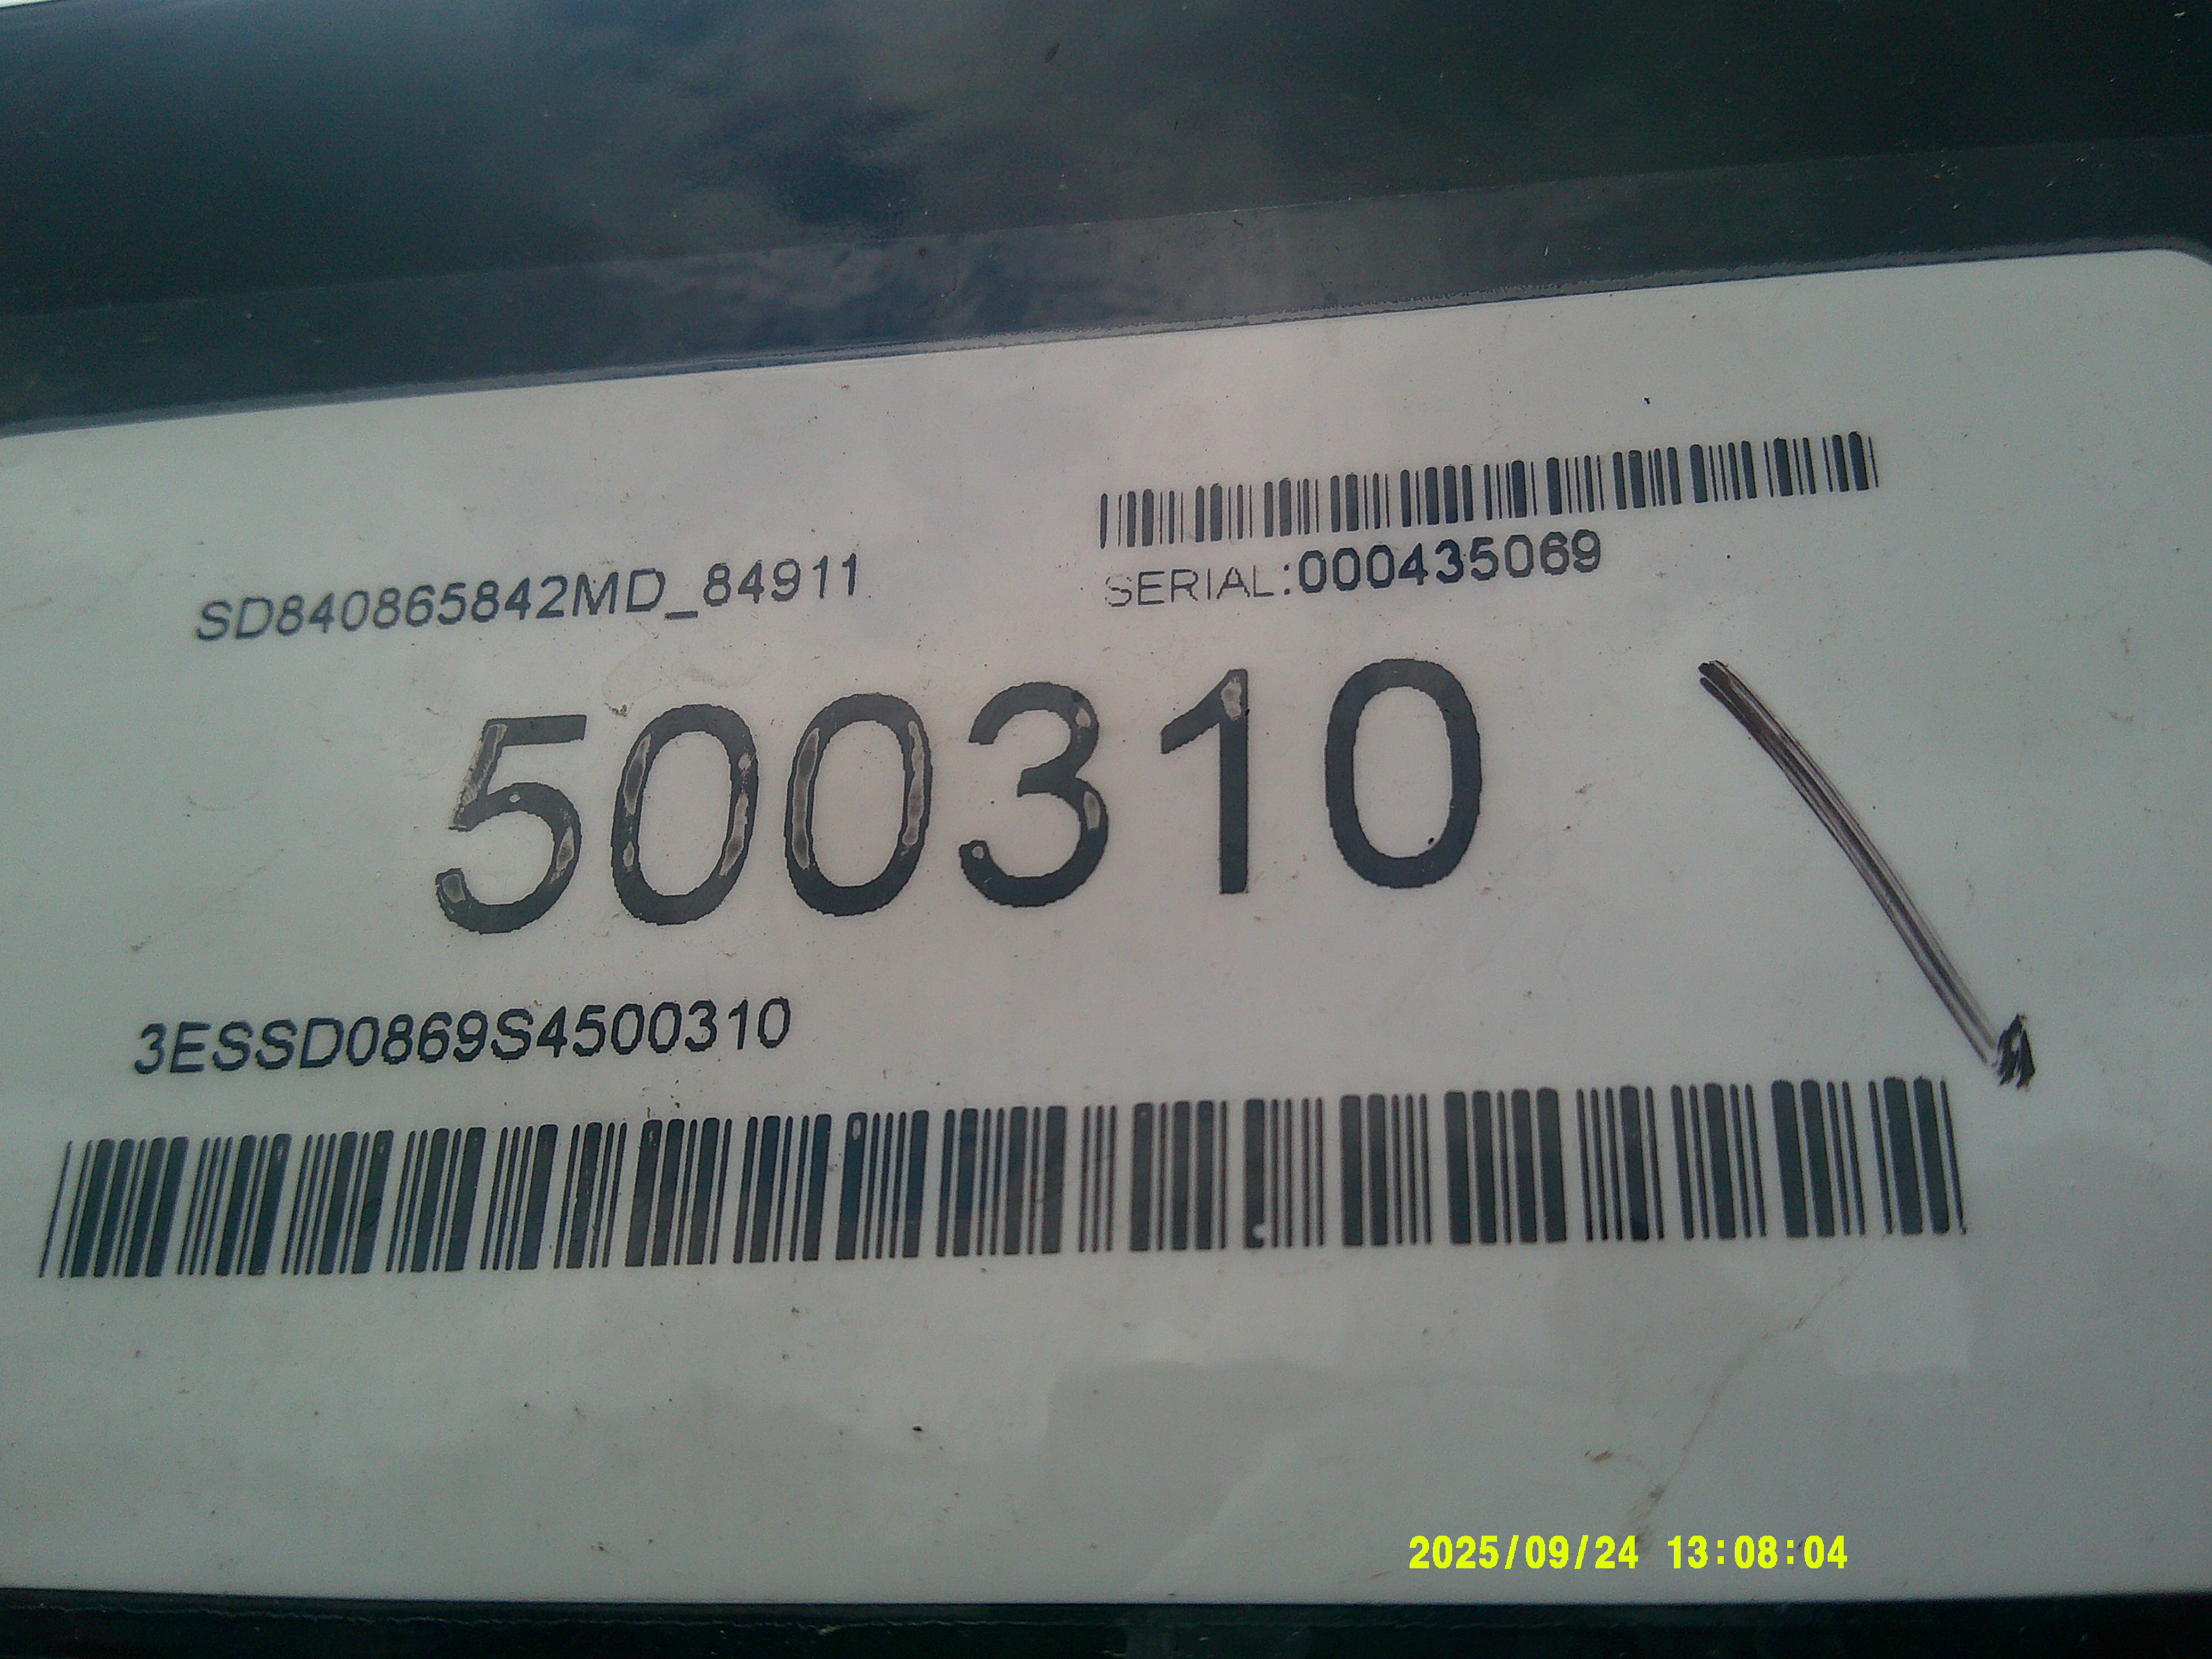 SD840865842MD_84911
SERIAL:000435069
500310
3ESSD0869S4500310
2025/09/24 13:08:04